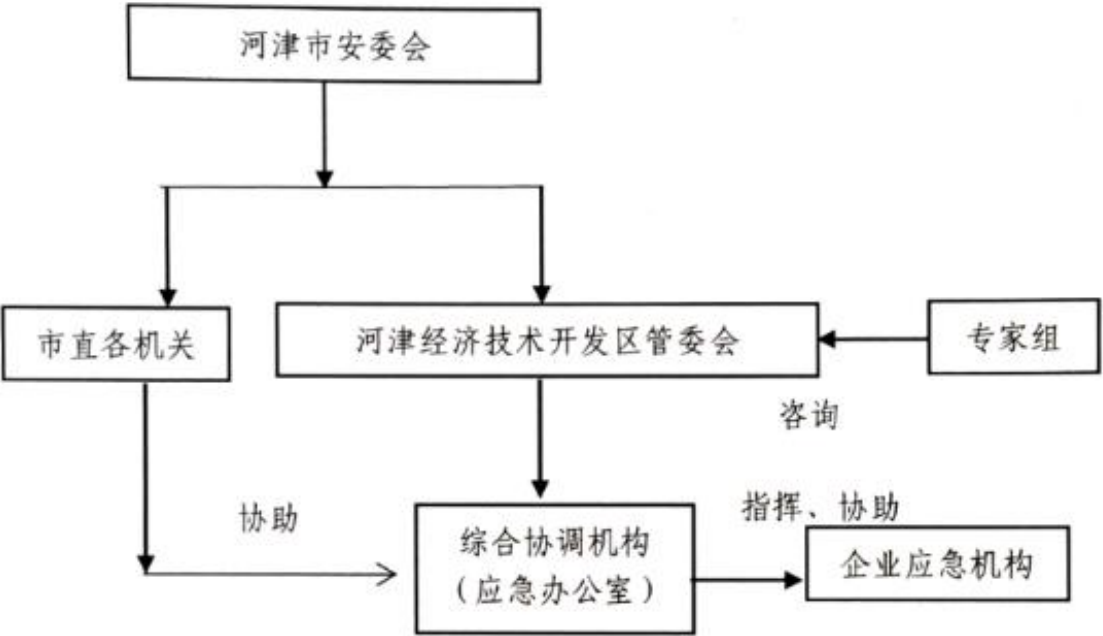 河津市安委会
市直各机关
河津经济技术开发区管委会
专家组
咨询
协助
指挥、协助
综合协调机构
（应急办公室）
企业应急机构